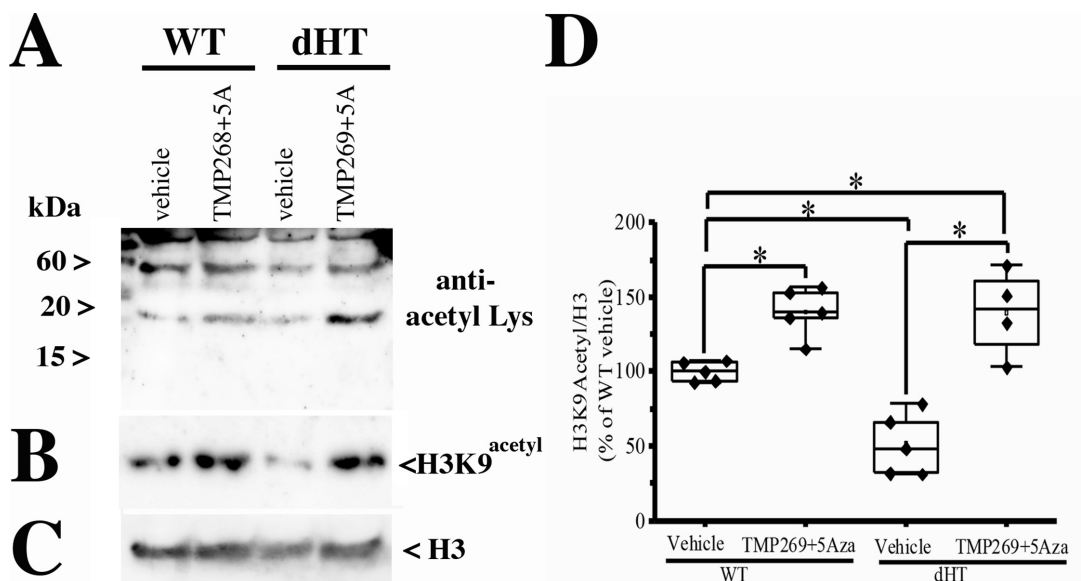 A
WT dHT
vehicle
TMP268+5A
vehicle
TMP269+5A
kDa
60 >
20 >
15 >
anti-
acetyl Lys
B
<H3K9acetyl
C
< H3
D
* 
*
*
*
200
150
100
50
0
H3K9Acetyl/H3
(% of WT vehicle)
Vehicle TMP269+5Aza Vehicle TMP269+5Aza
WT dHT